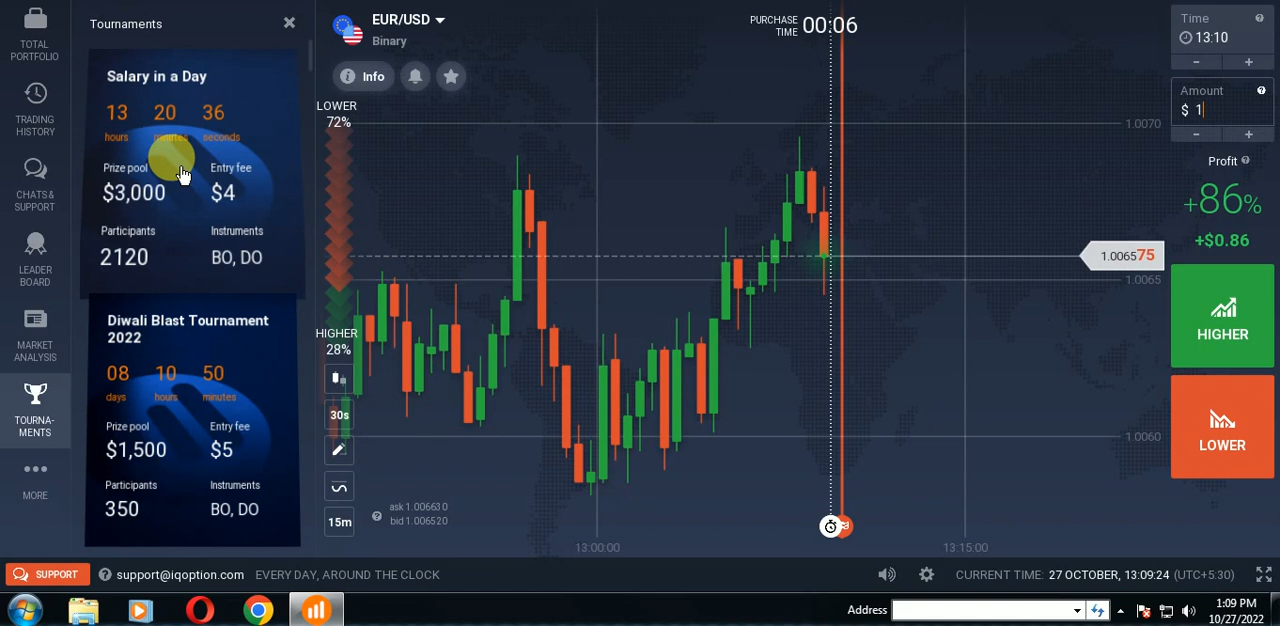 TOTAL
PORTFOLIO
TRADING
HISTORY
CHATS &
SUPPORT
LEADER
BOARD
MARKET
ANALYSIS
TOURNA-
MENTS
MORE
Tournaments
Salary in a Day
13 20 36
hours minutes seconds
Prize pool Entry fee
$3,000 $4
Participants Instruments
2120 BO, DO
Diwali Blast Tournament
2022
08 10 50
days hours minutes
Prize pool Entry fee
$1,500 $5
Participants Instruments
350 BO, DO
EUR/USD
Binary
Info
LOWER
72%
HIGHER
28%
30s
15m
ask 1.006630
bid 1.006520
PURCHASE
TIME 00:06
1.0070
1.006575
1.0065
1.0060
13:00:00 13:15:00
Time
13:10
- +
Amount
$ 1
- +
Profit
+86%
+$0.86
HIGHER
LOWER
SUPPORT support@iqoption.com EVERY DAY, AROUND THE CLOCK
CURRENT TIME: 27 OCTOBER, 13:09:24 (UTC+5:30)
Address
1:09 PM
10/27/2022